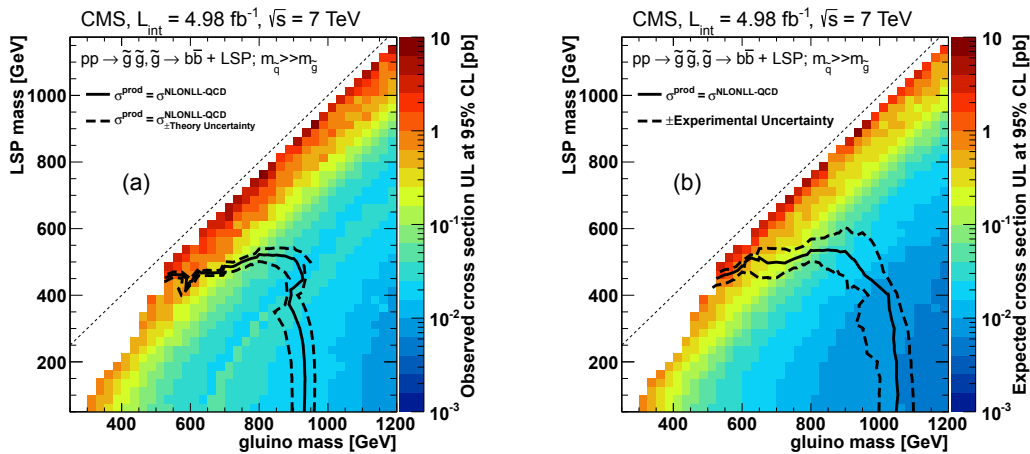 CMS, L_int = 4.98 fb⁻¹, √s = 7 TeV
pp → g̃ g̃, g̃ → bb̄ + LSP; m_q̃ >> m_g̃
σ^prod = σ^NLONLL-QCD
σ^prod = σ^NLONLL-QCD _±Theory Uncertainty
(a)
LSP mass [GeV]
1000
800
600
400
200
400 600 800 1000 1200
gluino mass [GeV]
10
1
10⁻¹
10⁻²
10⁻³
Observed cross section UL at 95% CL [pb]
CMS, L_int = 4.98 fb⁻¹, √s = 7 TeV
pp → g̃ g̃, g̃ → bb̄ + LSP; m_q̃ >> m_g̃
σ^prod = σ^NLONLL-QCD
±Experimental Uncertainty
(b)
LSP mass [GeV]
1000
800
600
400
200
400 600 800 1000 1200
gluino mass [GeV]
10
1
10⁻¹
10⁻²
10⁻³
Expected cross section UL at 95% CL [pb]